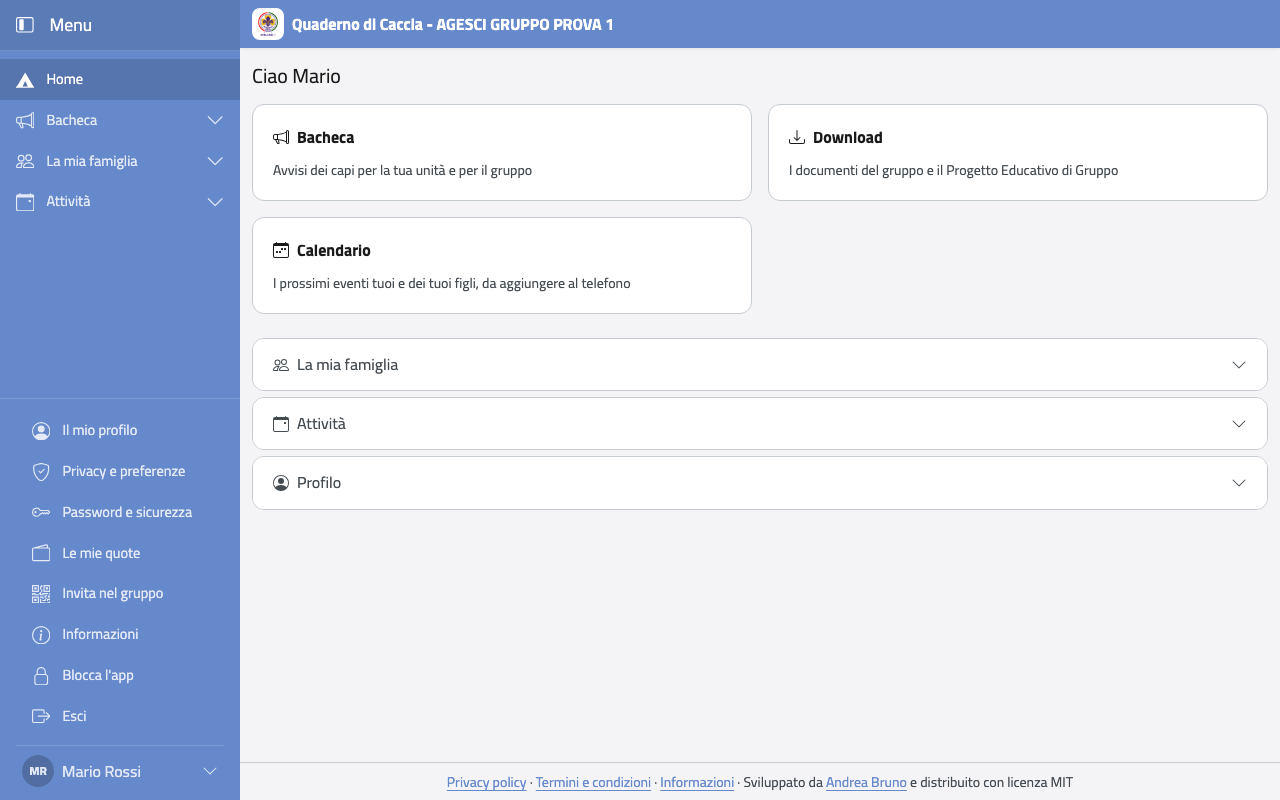 Menu
Home
Bacheca
La mia famiglia
Attività
Il mio profilo
Privacy e preferenze
Password e sicurezza
Le mie quote
Invita nel gruppo
Informazioni
Blocca l'app
Esci
MR Mario Rossi
Quaderno di Caccia - AGESCI GRUPPO PROVA 1
Ciao Mario
Bacheca
Avvisi dei capi per la tua unità e per il gruppo
Download
I documenti del gruppo e il Progetto Educativo di Gruppo
Calendario
I prossimi eventi tuoi e dei tuoi figli, da aggiungere al telefono
La mia famiglia
Attività
Profilo
Privacy policy · Termini e condizioni · Informazioni · Sviluppato da Andrea Bruno e distribuito con licenza MIT